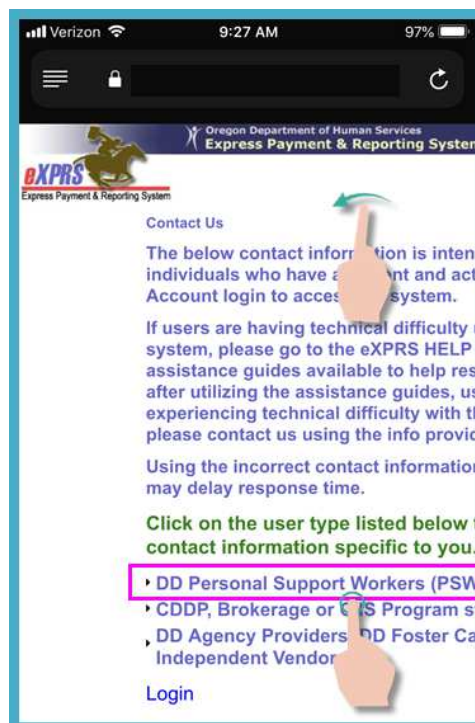 Verizon 9:27 AM 97%
Oregon Department of Human Services
Express Payment & Reporting System
eXPRS
Express Payment & Reporting System
Contact Us
The below contact information is inten
individuals who have a nt and act
Account login to acces system.
If users are having technical difficulty
system, please go to the eXPRS HELP
assistance guides available to help res
after utilizing the assistance guides, us
experiencing technical difficulty with th
please contact us using the info provid
Using the incorrect contact information
may delay response time.
Click on the user type listed below t
contact information specific to you.
DD Personal Support Workers (PSW
CDDP, Brokerage or Program s
DD Agency Providers DD Foster Ca
Independent Vendor
Login